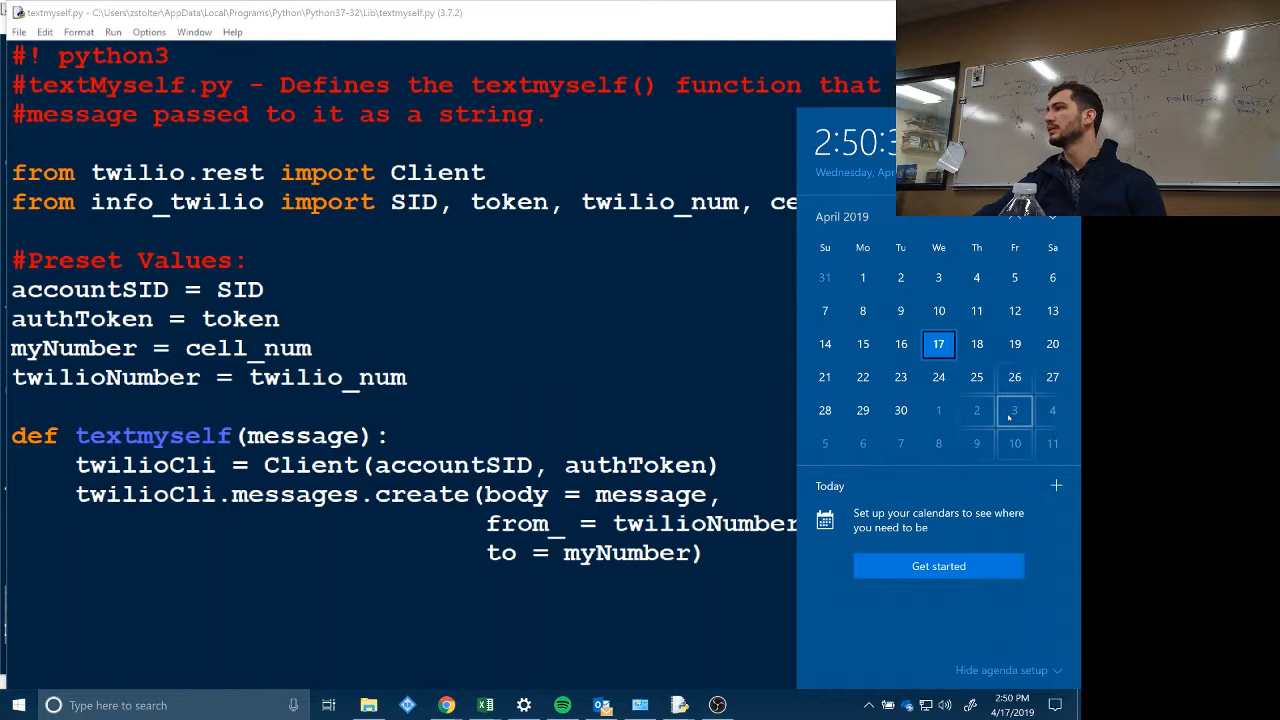 textmyself.py - C:\Users\zstolter\AppData\Local\Programs\Python\Python37-32\Lib\textmyself.py (3.7.2)
File Edit Format Run Options Window Help
#! python3
#textMyself.py - Defines the textmyself() function that
#message passed to it as a string.
from twilio.rest import Client
from info_twilio import SID, token, twilio_num, ce
#Preset Values:
accountSID = SID
authToken = token
myNumber = cell_num
twilioNumber = twilio_num
def textmyself(message):
twilioCli = Client(accountSID, authToken)
twilioCli.messages.create(body = message,
from_ = twilioNumber
to = myNumber)
2:50:3
Wednesday, Apr
April 2019
Su Mo Tu We Th Fr Sa
31 1 2 3 4 5 6
7 8 9 10 11 12 13
14 15 16 17 18 19 20
21 22 23 24 25 26 27
28 29 30 1 2 3 4
5 6 7 8 9 10 11
Today
Set up your calendars to see where
you need to be
Get started
Hide agenda setup
Type here to search
2:50 PM
4/17/2019